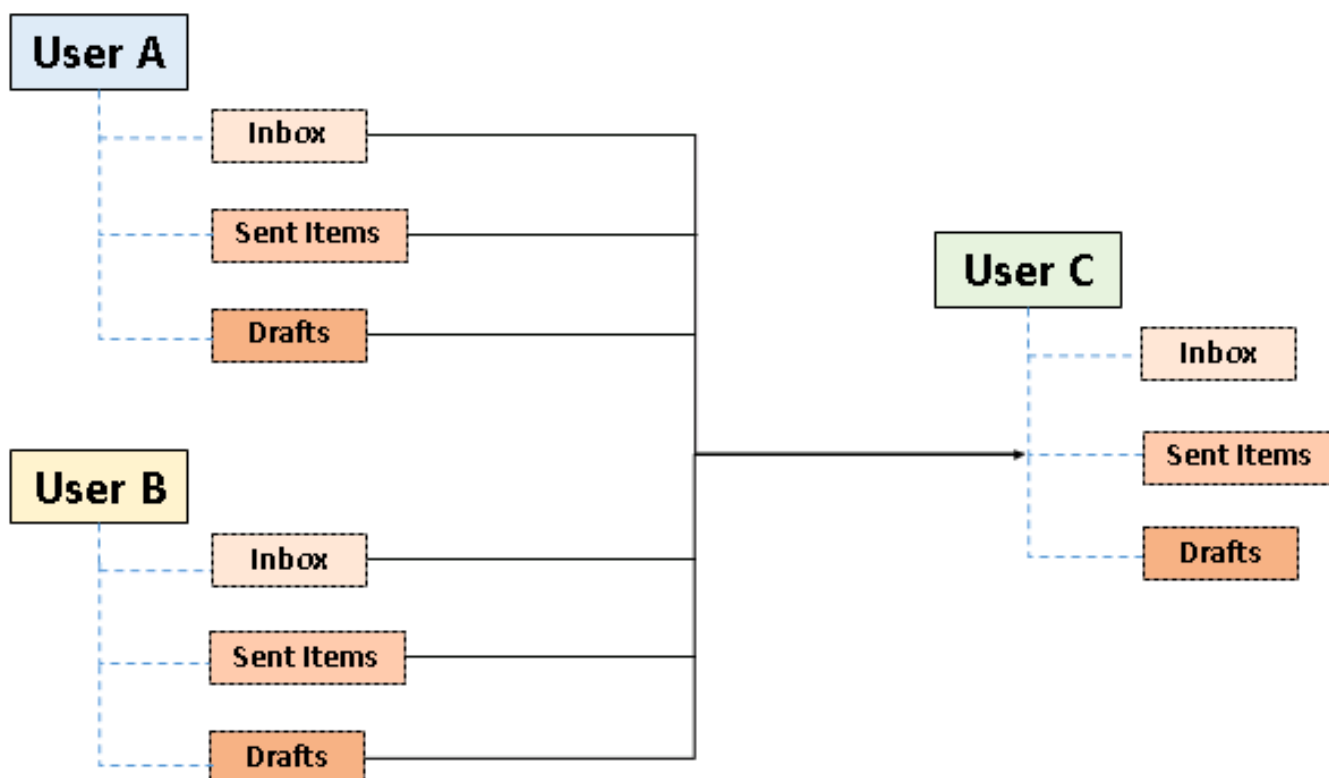 User A
Inbox
Sent Items
Drafts
User B
Inbox
Sent Items
Drafts
User C
Inbox
Sent Items
Drafts